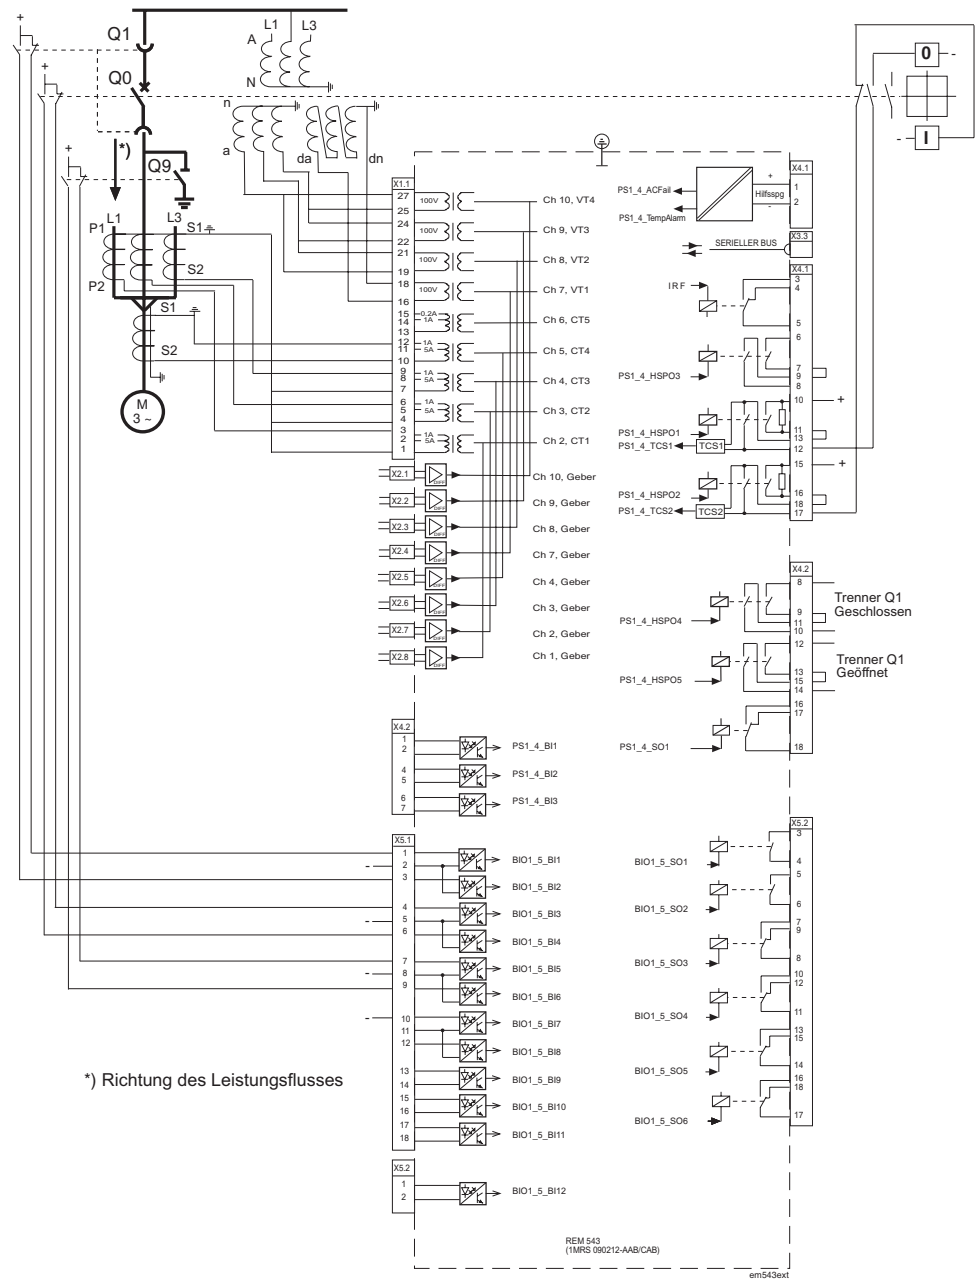 +
Q1
+
Q0
+
*)
Q9
L1 L3
A
N
n
a
da
dn
L1
L3
P1
S1
S2
P2
S1
S2
M
3 ~
0 -
- I
X1.1
27
25
100V
Ch 10, VT4
24
22
100V
Ch 9, VT3
21
19
100V
Ch 8, VT2
18
16
100V
Ch 7, VT1
15
14
13
0.2A
1A
Ch 6, CT5
12
11
10
1A
5A
Ch 5, CT4
9
8
7
1A
5A
Ch 4, CT3
6
5
4
1A
5A
Ch 3, CT2
3
2
1
1A
5A
Ch 2, CT1
X2.1 DIFF Ch 10, Geber
X2.2 DIFF Ch 9, Geber
X2.3 DIFF Ch 8, Geber
X2.4 DIFF Ch 7, Geber
X2.5 DIFF Ch 4, Geber
X2.6 DIFF Ch 3, Geber
X2.7 DIFF Ch 2, Geber
X2.8 DIFF Ch 1, Geber
X4.2
1
2
PS1_4_BI1
4
5
PS1_4_BI2
6
7
PS1_4_BI3
X5.1
1
- 2
3
BIO1_5_BI1
BIO1_5_BI2
4
- 5
6
BIO1_5_BI3
BIO1_5_BI4
7
- 8
9
BIO1_5_BI5
BIO1_5_BI6
- 10
11
12
BIO1_5_BI7
BIO1_5_BI8
13
14
BIO1_5_BI9
15
16
BIO1_5_BI10
17
18
BIO1_5_BI11
X5.2
1
2
BIO1_5_BI12
*) Richtung des Leistungsflusses
PS1_4_ACFail
PS1_4_TempAlarm
+
Hilfsspg
-
X4.1
1
2
SERIELLER BUS
X3.3
X4.1
IRF
3
4
5
PS1_4_HSPO3
6
7
9
8
PS1_4_HSPO1
PS1_4_TCS1
TCS1
10 +
11
13
12
PS1_4_HSPO2
PS1_4_TCS2
TCS2
15 +
16
18
17
X4.2
PS1_4_HSPO4
8
9
11
10
Trenner Q1
Geschlossen
PS1_4_HSPO5
12
13
15
14
Trenner Q1
Geöffnet
PS1_4_SO1
16
17
18
X5.2
BIO1_5_SO1
3
4
BIO1_5_SO2
5
6
BIO1_5_SO3
7
9
8
BIO1_5_SO4
10
12
11
BIO1_5_SO5
13
15
14
BIO1_5_SO6
16
18
17
REM 543
(1MRS 090212-AAB/CAB)
em543ext